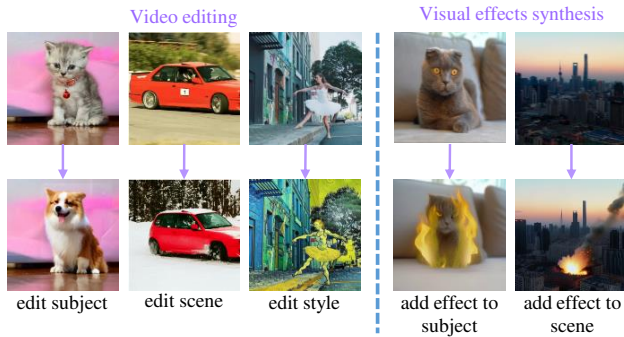 Video editing
Visual effects synthesis
edit subject
edit scene
edit style
add effect to
subject
add effect to
scene